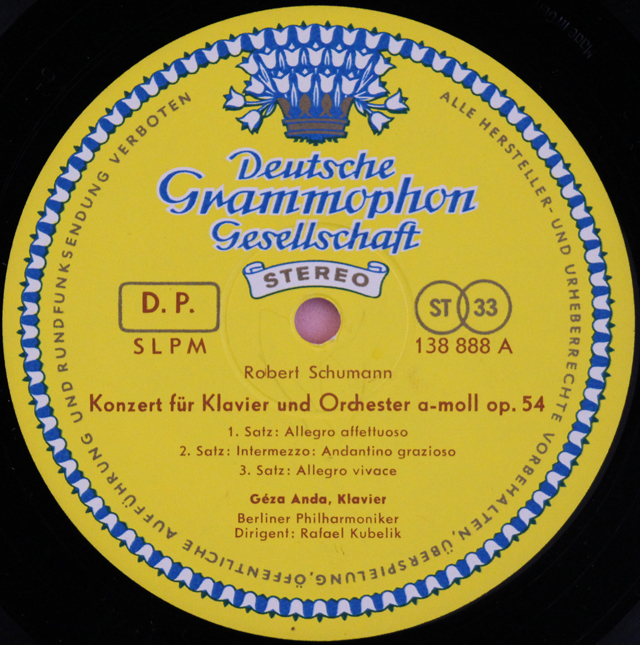 Deutsche
Grammophon
Gesellschaft
STEREO
D. P.
ST 33
SLPM
138 888 A
Robert Schumann
Konzert für Klavier und Orchester a-moll op. 54
1. Satz: Allegro affettuoso
2. Satz: Intermezzo: Andantino grazioso
3. Satz: Allegro vivace
Géza Anda, Klavier
Berliner Philharmoniker
Dirigent: Rafael Kubelik
ALLE HERSTELLER- UND URHEBERRECHTE VORBEHALTEN, ÜBERSPIELUNG, ÖFFENTLICHE AUFFÜHRUNG UND RUNDFUNKSENDUNG VERBOTEN